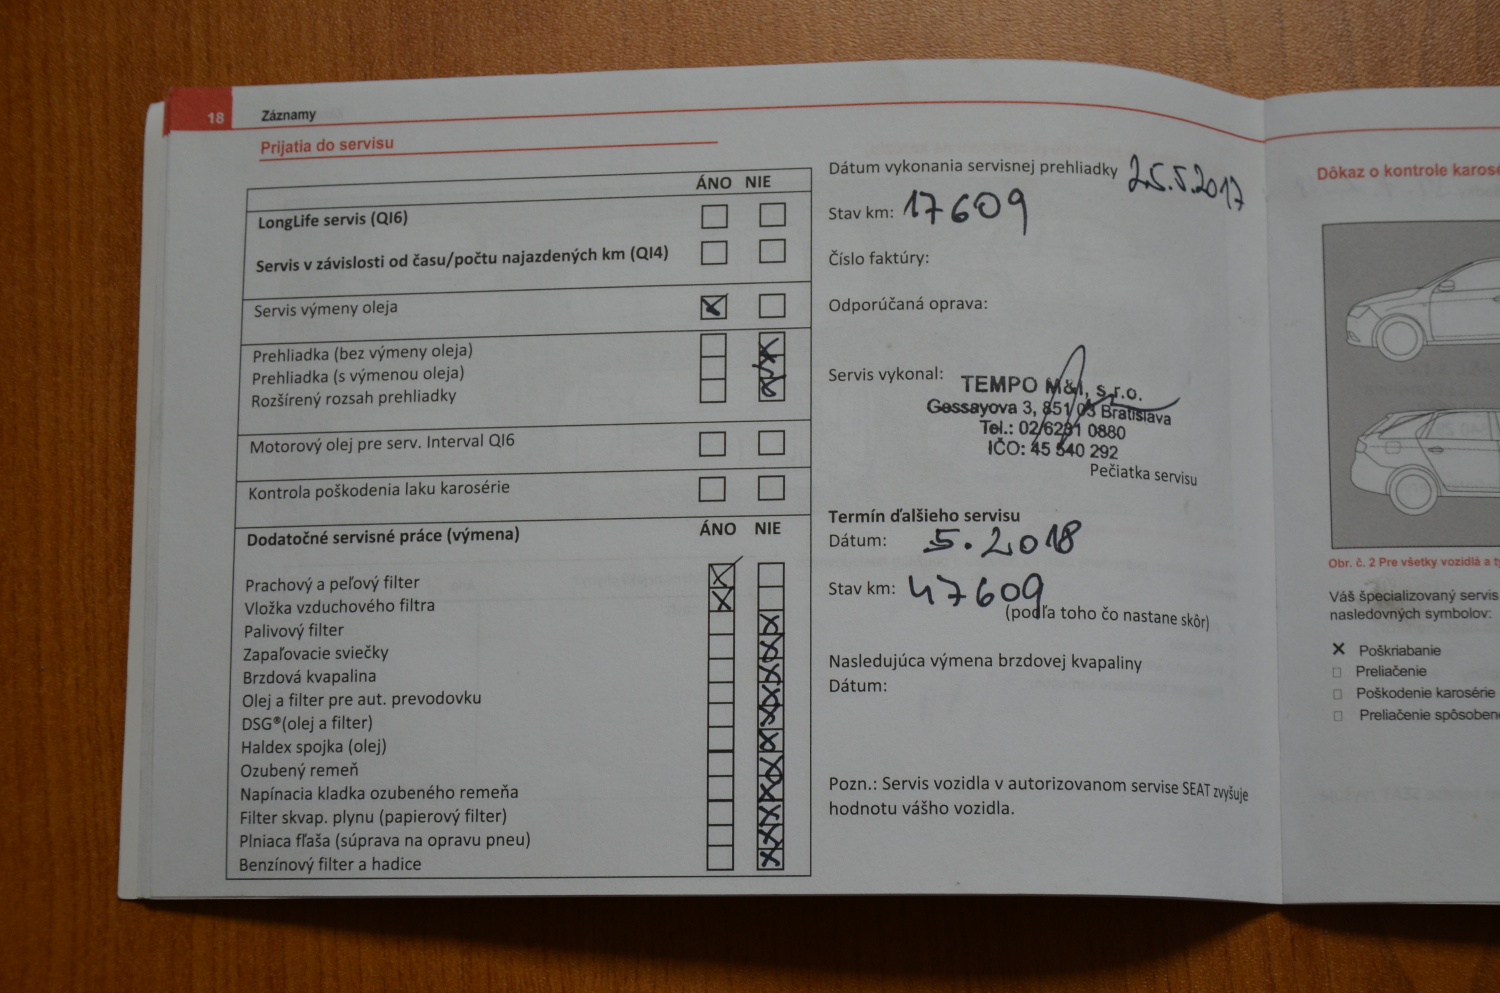 18
Záznamy
Prijatia do servisu
ÁNO NIE
LongLife servis (QI6)
Servis v závislosti od času/počtu najazdených km (QI4)
Servis výmeny oleja
Prehliadka (bez výmeny oleja)
Prehliadka (s výmenou oleja)
Rozšírený rozsah prehliadky
Motorový olej pre serv. Interval QI6
Kontrola poškodenia laku karosérie
Dodatočné servisné práce (výmena) ÁNO NIE
Prachový a peľový filter
Vložka vzduchového filtra
Palivový filter
Zapaľovacie sviečky
Brzdová kvapalina
Olej a filter pre aut. prevodovku
DSG®(olej a filter)
Haldex spojka (olej)
Ozubený remeň
Napínacia kladka ozubeného remeňa
Filter skvap. plynu (papierový filter)
Plniaca fľaša (súprava na opravu pneu)
Benzínový filter a hadice
Dátum vykonania servisnej prehliadky 25.5.2017
Stav km: 17609
Číslo faktúry:
Odporúčaná oprava:
Servis vykonal:
TEMPO M&I, s.r.o.
Gessayova 3, 851 03 Bratislava
Tel.: 02/6231 0880
IČO: 45 540 292
Pečiatka servisu
Termín ďalšieho servisu
Dátum: 5.2018
Stav km: 47609
(podľa toho čo nastane skôr)
Nasledujúca výmena brzdovej kvapaliny
Dátum:
Pozn.: Servis vozidla v autorizovanom servise SEAT zvyšuje
hodnotu vášho vozidla.
Dôkaz o kontrole
Obr. č. 2 Pre všetky vozidlá a
Váš špecializovaný servis
nasledovných symbolov:
Poškriabanie
Preliačenie
Poškodenie karosérie
Preliačenie